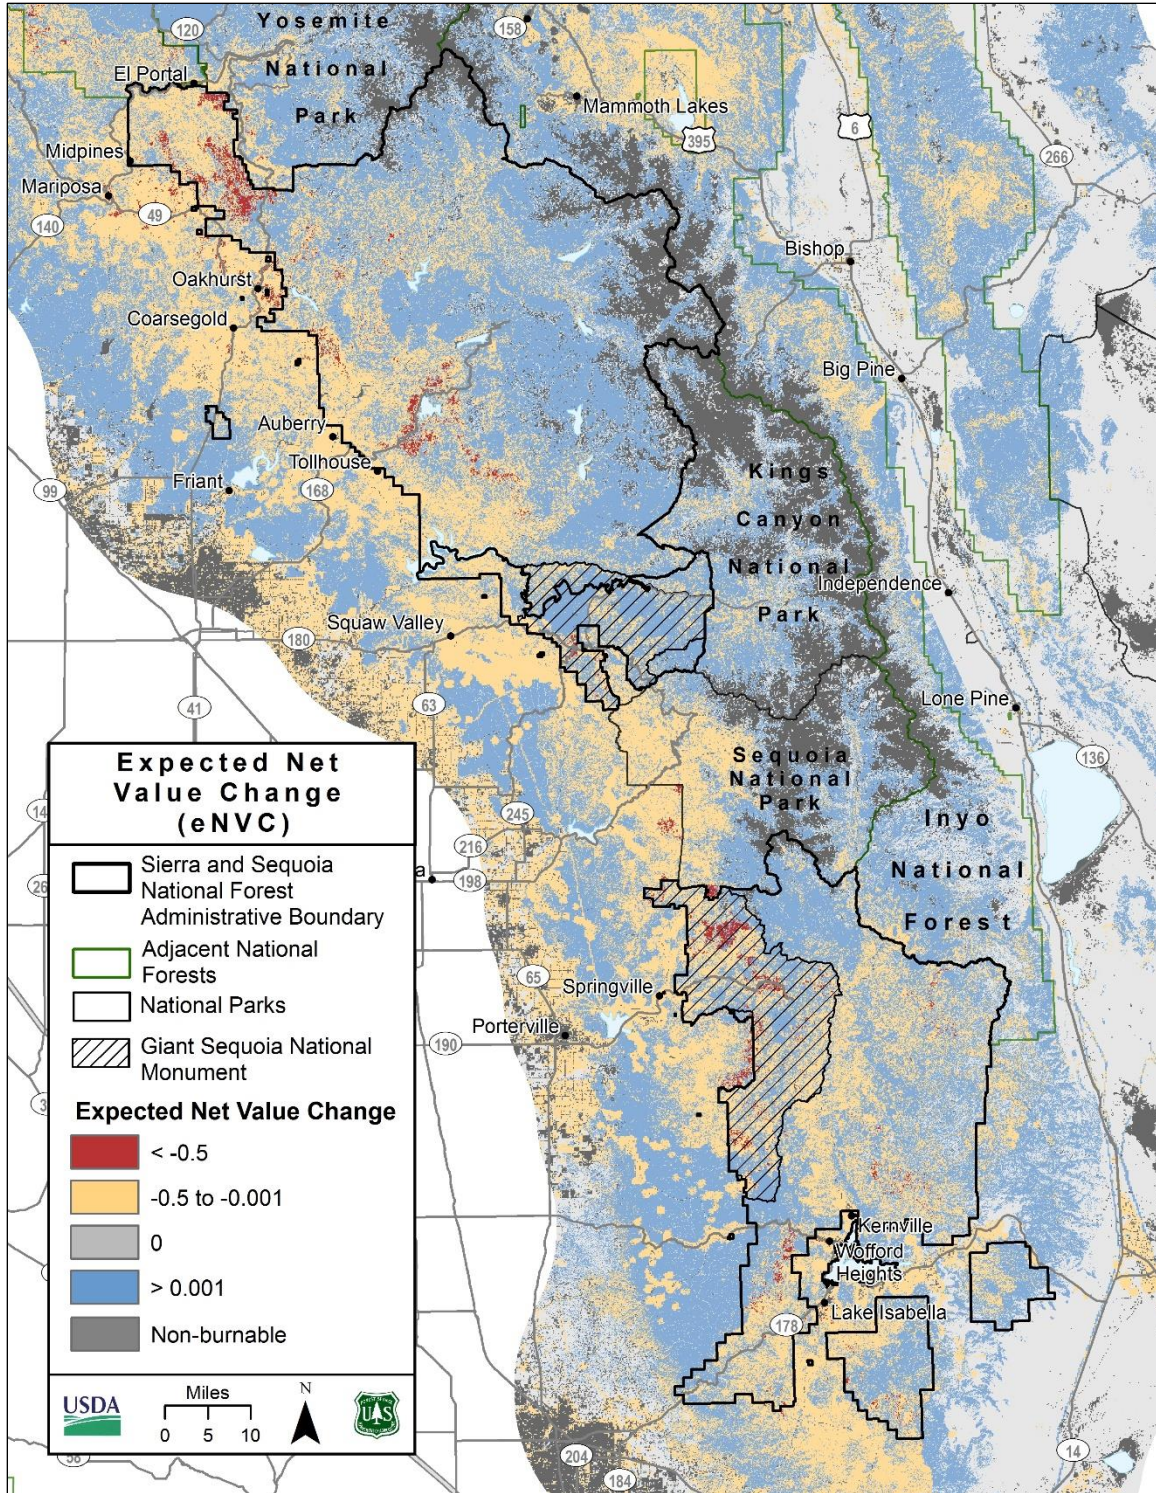 Yosemite
National
Park
120
158
El Portal
Mammoth Lakes
395
6
266
Midpines
Mariposa
49
140
Bishop
Oakhurst
Coarsegold
Big Pine
Auberry
Tollhouse
Friant
168
99
Kings
Canyon
National
Park
Independence
Squaw Valley
180
63
41
Lone Pine
136
Sequoia
National
Park
Inyo
National
Forest
245
216
198
a
65
Springville
Porterville
190
Kernville
Wofford
Heights
Lake Isabella
178
204
184
14
58
Expected Net
Value Change
(eNVC)
Sierra and Sequoia
National Forest
Administrative Boundary
Adjacent National
Forests
National Parks
Giant Sequoia National
Monument
Expected Net Value Change
< -0.5
-0.5 to -0.001
0
> 0.001
Non-burnable
USDA
Miles
0 5 10
N
US